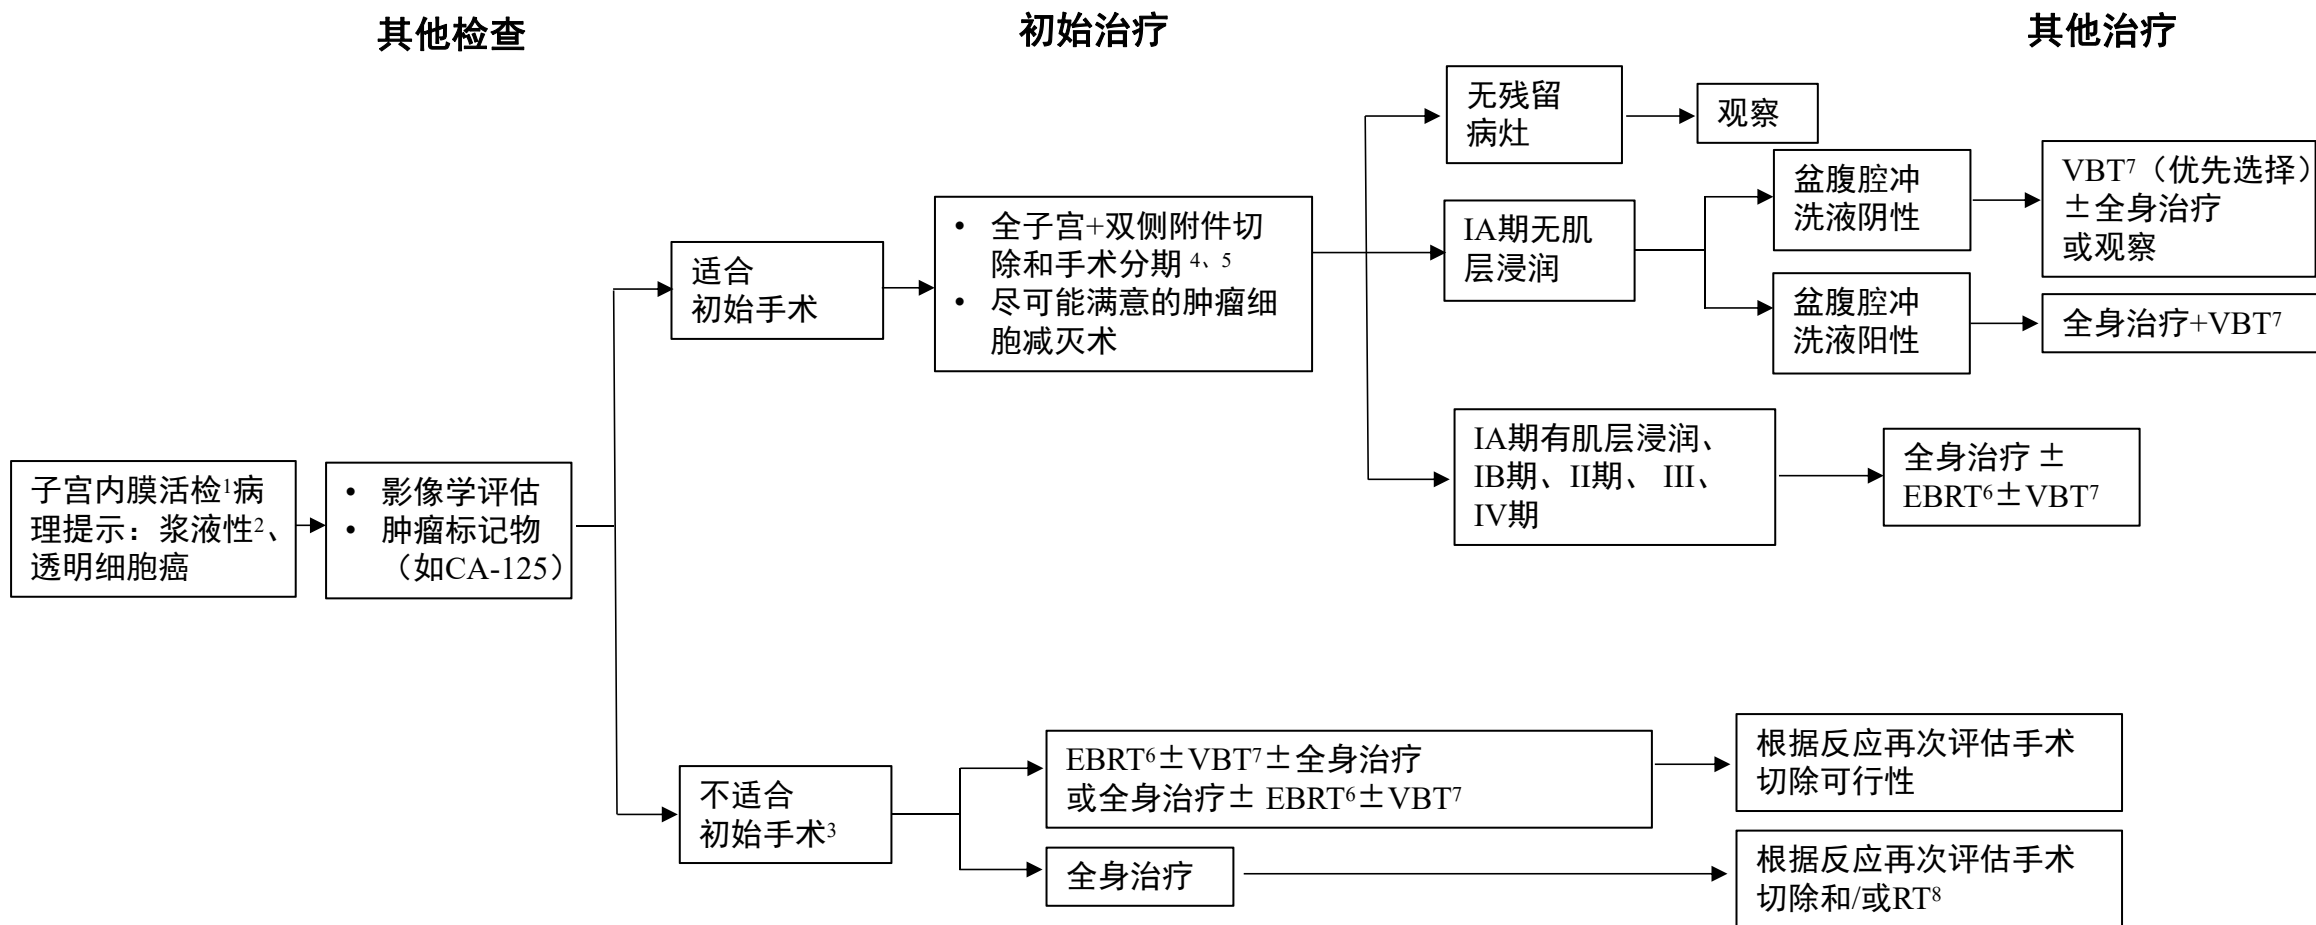 其他检查
初始治疗
其他治疗
子宫内膜活检1病
理提示：浆液性2、
透明细胞癌
• 影像学评估
• 肿瘤标记物
（如CA-125）
适合
初始手术
• 全子宫+双侧附件切
除和手术分期 4、5
• 尽可能满意的肿瘤细
胞减灭术
无残留
病灶
观察
IA期无肌
层浸润
盆腹腔冲
洗液阴性
VBT7（优先选择）
±全身治疗
或观察
盆腹腔冲
洗液阳性
全身治疗+VBT7
IA期有肌层浸润、
IB期、II期、 III、
IV期
全身治疗 ±
EBRT6±VBT7
不适合
初始手术3
EBRT6±VBT7±全身治疗
或全身治疗± EBRT6±VBT7
根据反应再次评估手术
切除可行性
全身治疗
根据反应再次评估手术
切除和/或RT8